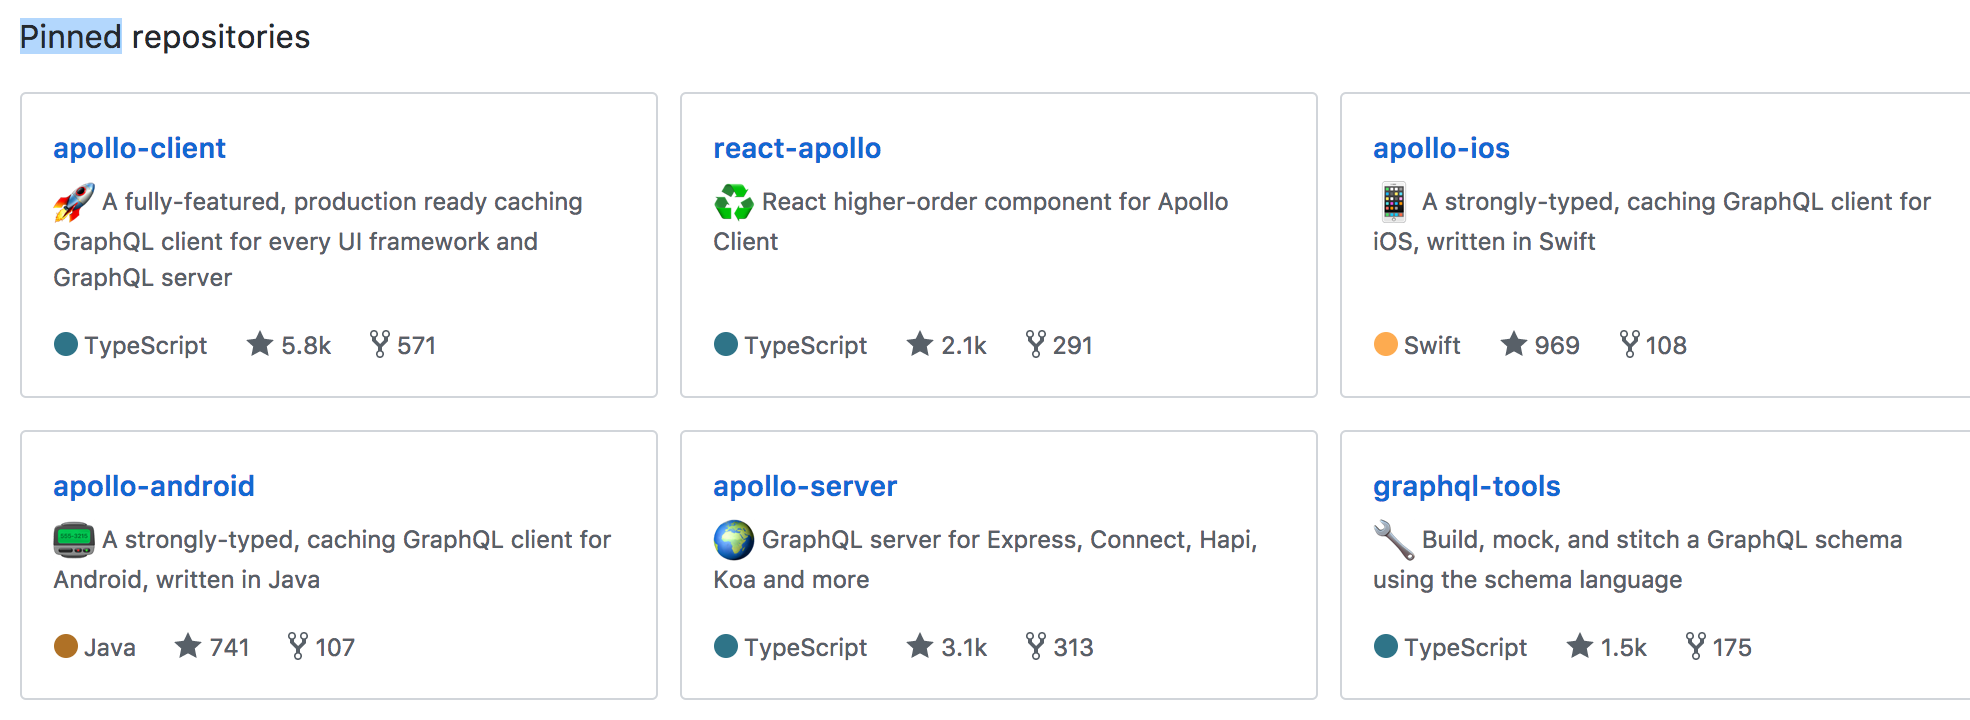 Pinned repositories
apollo-client
🚀 A fully-featured, production ready caching
GraphQL client for every UI framework and
GraphQL server
TypeScript 5.8k 571
react-apollo
♻️ React higher-order component for Apollo
Client
TypeScript 2.1k 291
apollo-ios
📱 A strongly-typed, caching GraphQL client for
iOS, written in Swift
Swift 969 108
apollo-android
📟 A strongly-typed, caching GraphQL client for
Android, written in Java
Java 741 107
apollo-server
🌍 GraphQL server for Express, Connect, Hapi,
Koa and more
TypeScript 3.1k 313
graphql-tools
🔧 Build, mock, and stitch a GraphQL schema
using the schema language
TypeScript 1.5k 175